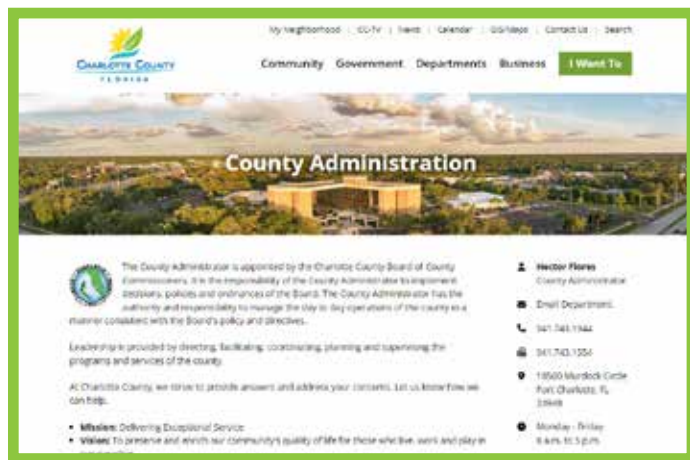 My Neighborhood | CC-TV | News | Calendar | GIS/Maps | Contact Us | Search
CHARLOTTE COUNTY
FLORIDA
Community Government Departments Business I Want To
County Administration
The County Administrator is appointed by the Charlotte County Board of County
Commissioners. It is the responsibility of the County Administrator to implement
decisions, policies and ordinances of the Board. The County Administrator has the
authority and responsibility to manage the day to day operations of the county in a
manner consistent with the Board's policy and directives.
Leadership is provided by directing, facilitating, coordinating, planning and supervising the
programs and services of the county.
At Charlotte County, we strive to provide answers and address your concerns. Let us know how we
can help.
• Mission: Delivering Exceptional Service
• Vision: To preserve and enrich our community's quality of life for those who live, work and play in
Hector Flores
County Administrator
Email Department
941.743.1944
941.743.1554
18500 Murdock Circle
Port Charlotte, FL
33948
Monday - Friday
8 a.m. to 5 p.m.